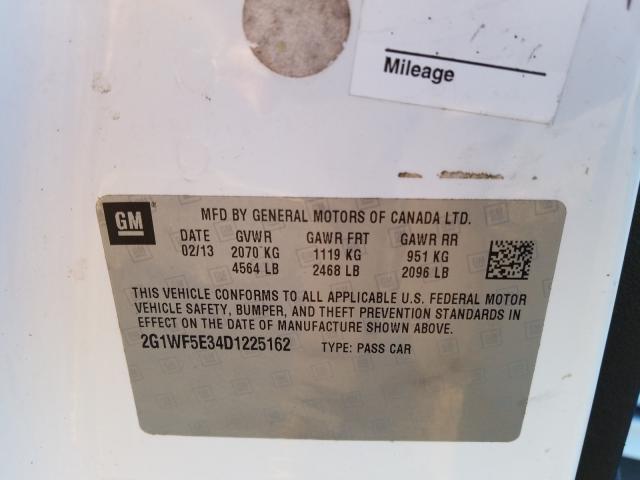 Mileage
GM
MFD BY GENERAL MOTORS OF CANADA LTD.
DATE GVWR GAWR FRT GAWR RR
02/13 2070 KG 1119 KG 951 KG
4564 LB 2468 LB 2096 LB
THIS VEHICLE CONFORMS TO ALL APPLICABLE U.S. FEDERAL MOTOR
VEHICLE SAFETY, BUMPER, AND THEFT PREVENTION STANDARDS IN
EFFECT ON THE DATE OF MANUFACTURE SHOWN ABOVE.
2G1WF5E34D1225162 TYPE: PASS CAR